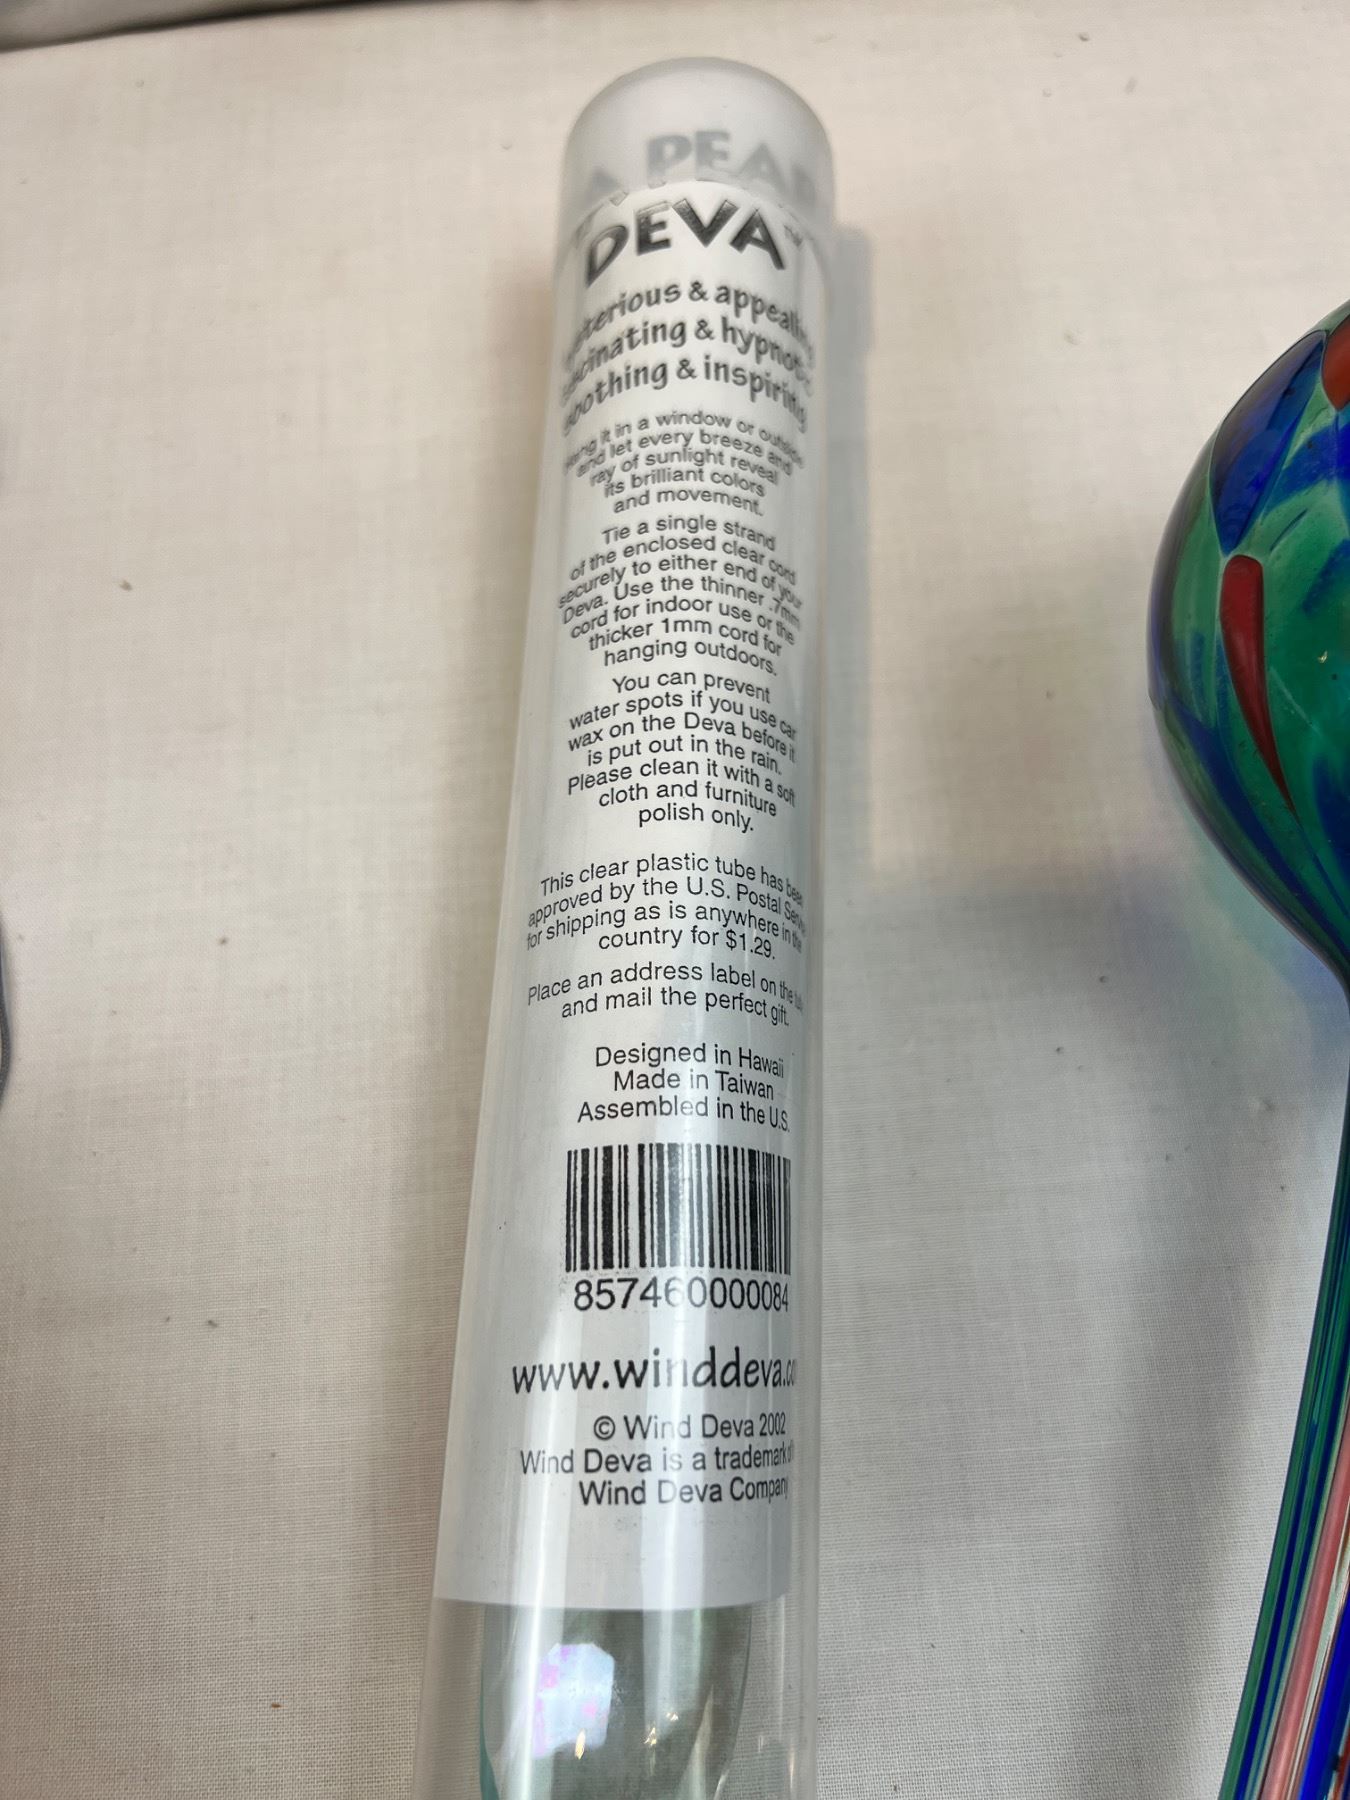 A PEA
DEVA™
& appealing
& hypnotic
soothing & inspiring
Hang it in a window or outside
and let every breeze and
ray of sunlight reveal
its brilliant colors
and movement.
Tie a single strand
of the enclosed clear cord
securely to either end of your
Deva. Use the thinner .7mm
cord for indoor use or the
thicker 1mm cord for
hanging outdoors.
You can prevent
water spots if you use car
wax on the Deva before it
is put out in the rain.
Please clean it with a soft
cloth and furniture
polish only.
This clear plastic tube has been
approved by the U.S. Postal Service
for shipping as is anywhere in the
country for $1.29.
Place an address label on the
and mail the perfect gift.
Designed in Hawaii
Made in Taiwan
Assembled in the U.S.
857460000084
www.winddeva.co
© Wind Deva 2002
Wind Deva is a trademark of
Wind Deva Company